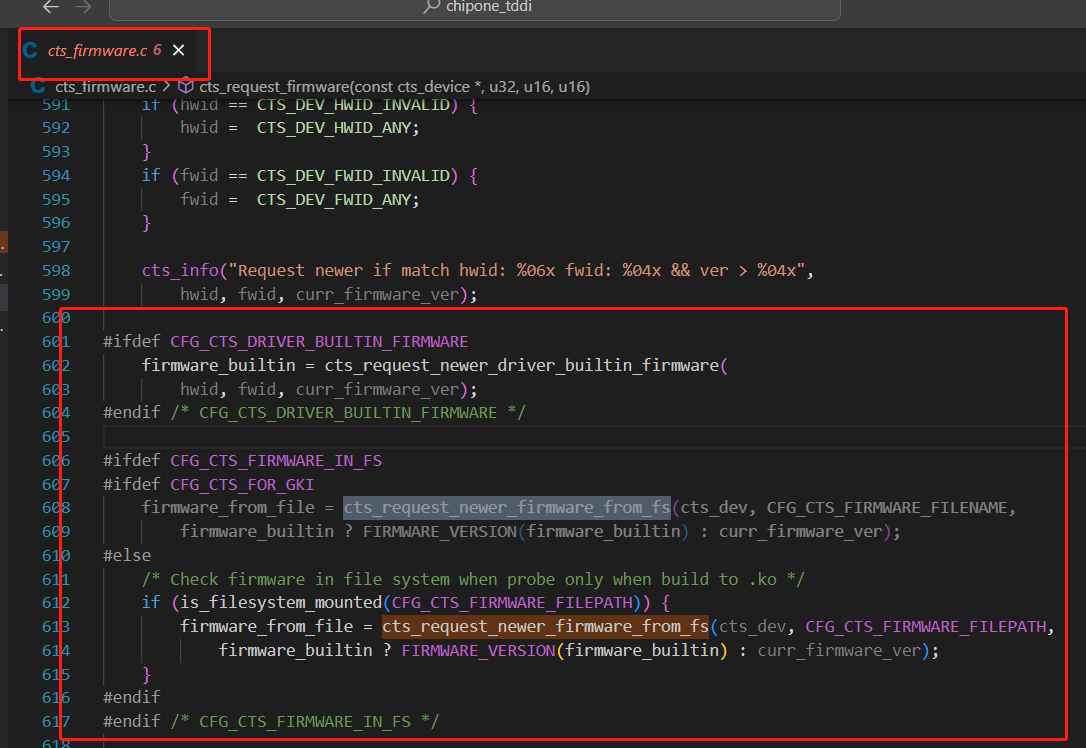 chipone_tddi
cts_firmware.c 6
cts_firmware.c > cts_request_firmware(const cts_device *, u32, u16, u16)
591 if (hwid == CTS_DEV_HWID_INVALID) {
592 hwid = CTS_DEV_HWID_ANY;
593 }
594 if (fwid == CTS_DEV_FWID_INVALID) {
595 fwid = CTS_DEV_FWID_ANY;
596 }
597
598 cts_info("Request newer if match hwid: %06x fwid: %04x && ver > %04x",
599 hwid, fwid, curr_firmware_ver);
600
601 #ifdef CFG_CTS_DRIVER_BUILTIN_FIRMWARE
602 firmware_builtin = cts_request_newer_driver_builtin_firmware(
603 hwid, fwid, curr_firmware_ver);
604 #endif /* CFG_CTS_DRIVER_BUILTIN_FIRMWARE */
605
606 #ifdef CFG_CTS_FIRMWARE_IN_FS
607 #ifdef CFG_CTS_FOR_GKI
608 firmware_from_file = cts_request_newer_firmware_from_fs(cts_dev, CFG_CTS_FIRMWARE_FILENAME,
609 firmware_builtin ? FIRMWARE_VERSION(firmware_builtin) : curr_firmware_ver);
610 #else
611 /* Check firmware in file system when probe only when build to .ko */
612 if (is_filesystem_mounted(CFG_CTS_FIRMWARE_FILEPATH)) {
613 firmware_from_file = cts_request_newer_firmware_from_fs(cts_dev, CFG_CTS_FIRMWARE_FILEPATH,
614 firmware_builtin ? FIRMWARE_VERSION(firmware_builtin) : curr_firmware_ver);
615 }
616 #endif
617 #endif /* CFG_CTS_FIRMWARE_IN_FS */
618